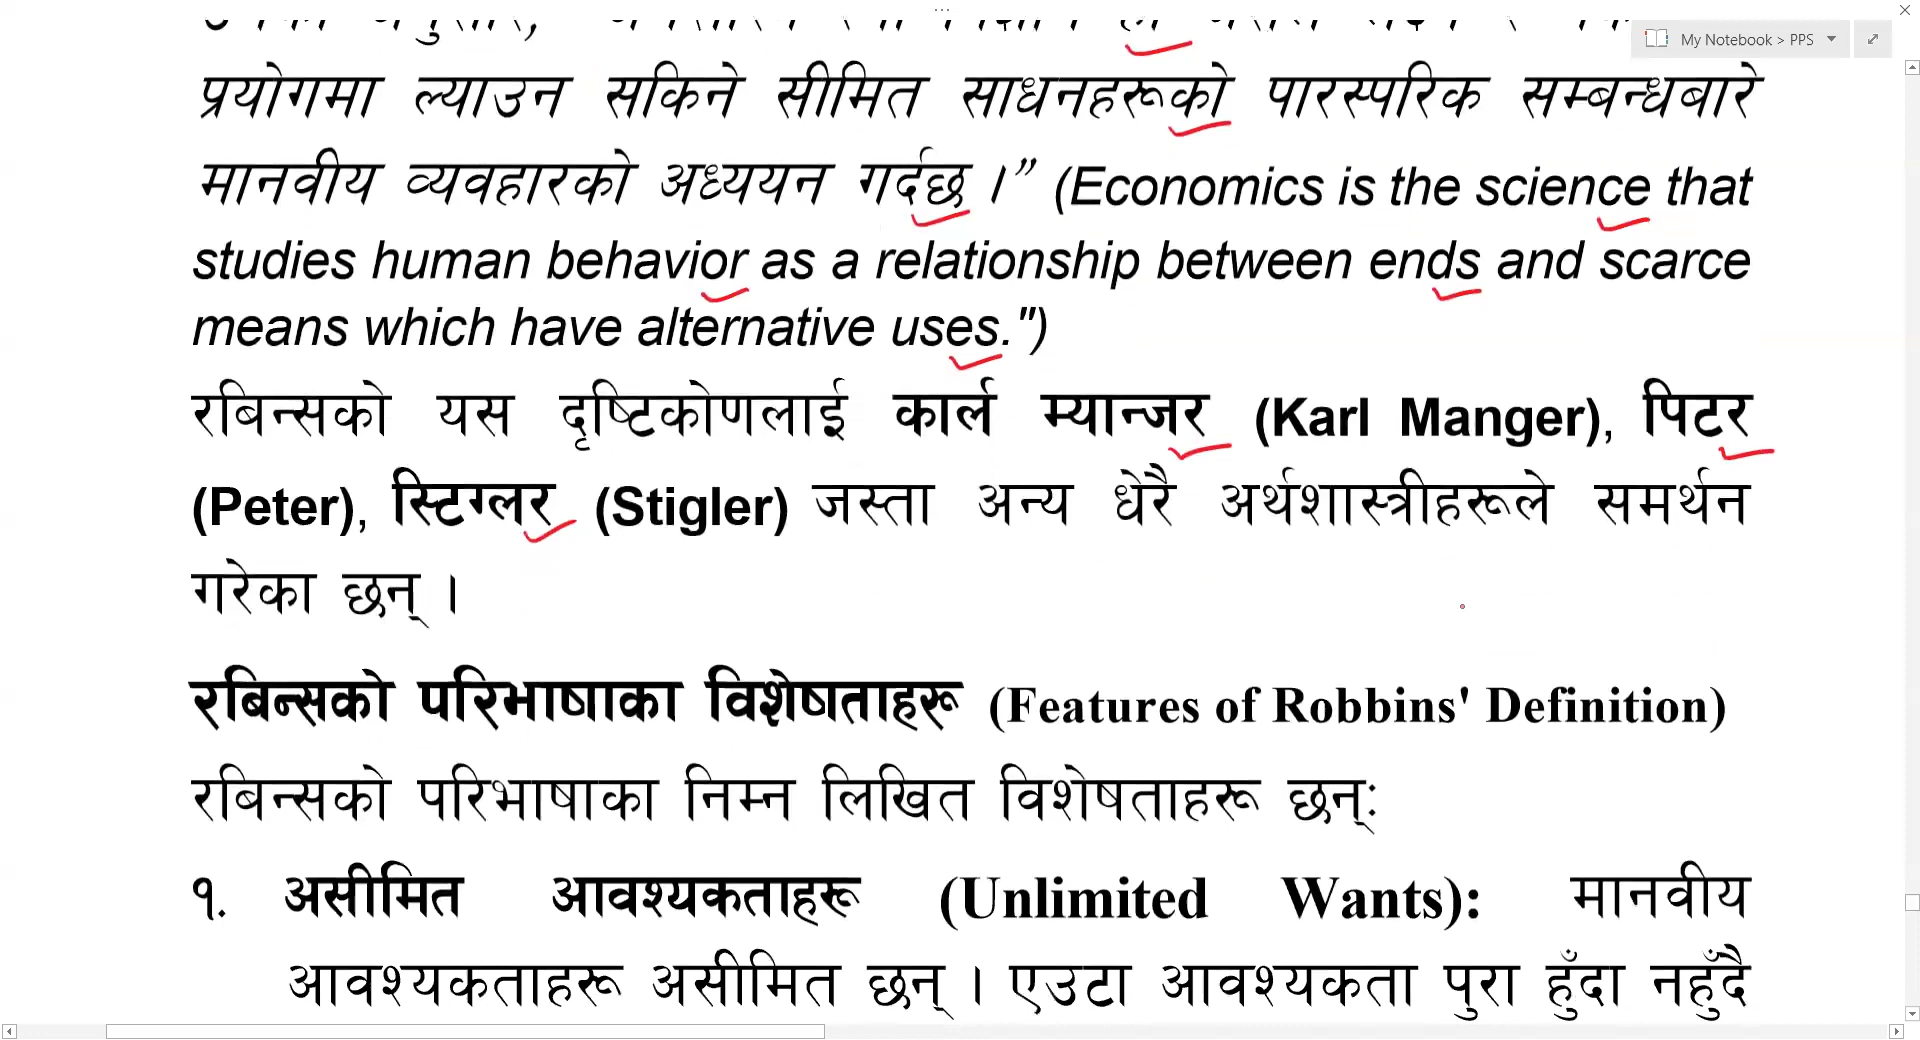 My Notebook > PPS
प्रयोगमा ल्याउन सकिने सीमित साधनहरूको पारस्परिक सम्बन्धबारे
मानवीय व्यवहारको अध्ययन गर्दछ ।” (Economics is the science that
studies human behavior as a relationship between ends and scarce
means which have alternative uses.")
रबिन्सको यस दृष्टिकोणलाई कार्ल म्यान्जर (Karl Manger), पिटर
(Peter), स्टिग्लर (Stigler) जस्ता अन्य धेरै अर्थशास्त्रीहरूले समर्थन
गरेका छन् ।
रबिन्सको परिभाषाका विशेषताहरू (Features of Robbins' Definition)
रबिन्सको परिभाषाका निम्न लिखित विशेषताहरू छन्ः
१. असीमित आवश्यकताहरू (Unlimited Wants): मानवीय
आवश्यकताहरू असीमित छन् । एउटा आवश्यकता पुरा हुँदा नहुँदै